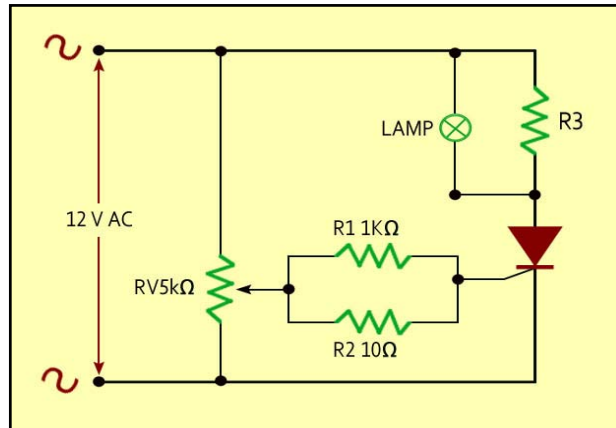 LAMP
R3
12 V AC
R1 1KΩ
RV5kΩ
R2 10Ω